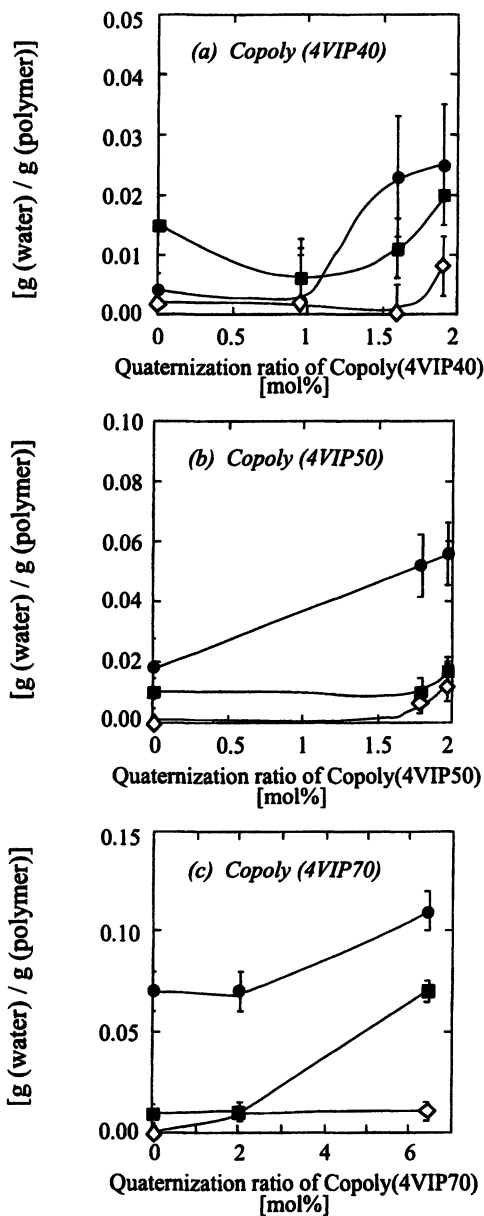 (a) Copoly (4VIP40)
[g (water) / g (polymer)]
0.05
0.04
0.03
0.02
0.01
0.00
0 0.5 1 1.5 2
Quaternization ratio of Copoly(4VIP40)
[mol%]
(b) Copoly (4VIP50)
[g (water) / g (polymer)]
0.10
0.08
0.06
0.04
0.02
0.00
0 0.5 1 1.5 2
Quaternization ratio of Copoly(4VIP50)
[mol%]
(c) Copoly (4VIP70)
[g (water) / g (polymer)]
0.15
0.10
0.05
0.00
0 2 4 6
Quaternization ratio of Copoly(4VIP70)
[mol%]